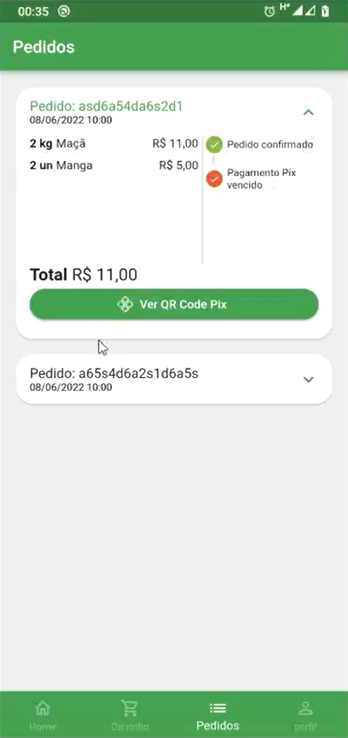 00:35 H+
Pedidos
Pedido: asd6a54da6s2d1
08/06/2022 10:00
2 kg Maçã R$ 11,00
2 un Manga R$ 5,00
Pedido confirmado
Pagamento Pix
vencido
Total R$ 11,00
Ver QR Code Pix
Pedido: a65s4d6a2s1d6a5s
08/06/2022 10:00
Home Carrinho Pedidos perfil